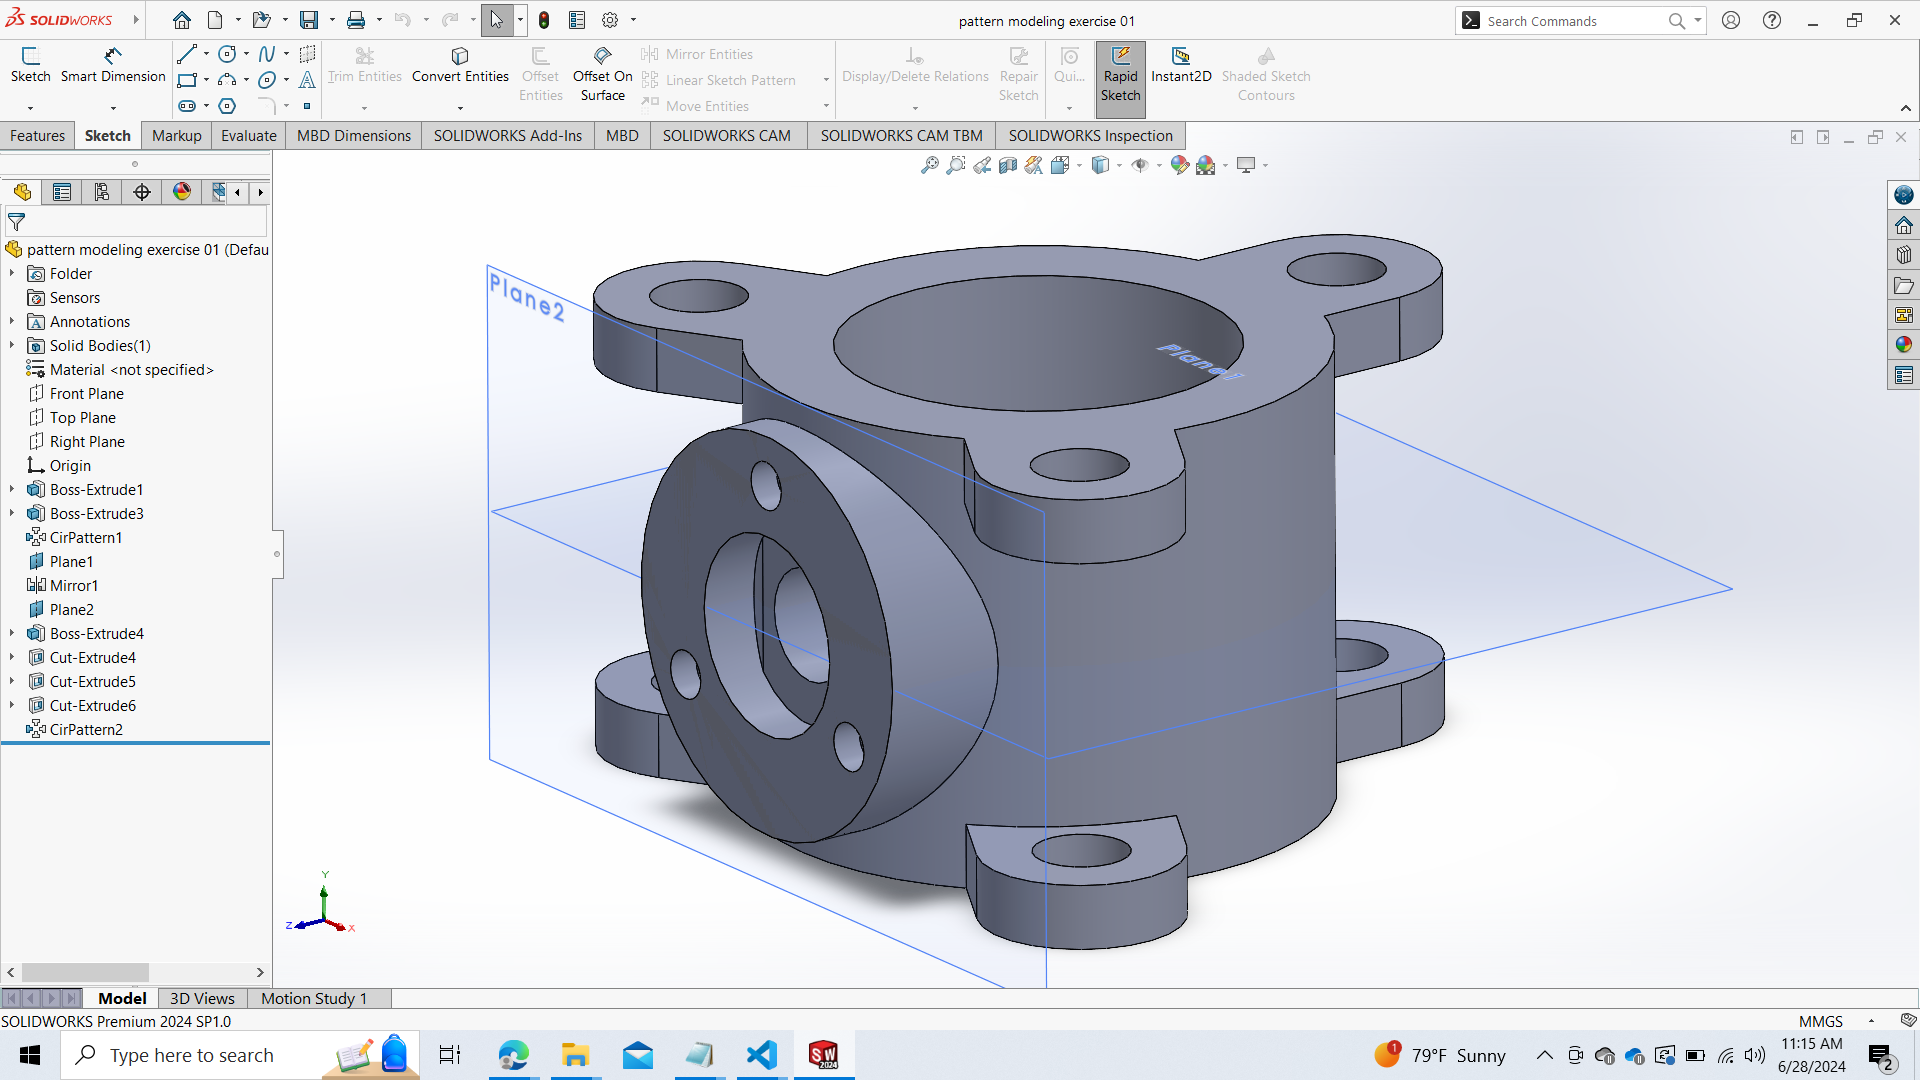 SOLIDWORKS
pattern modeling exercise 01
Search Commands
Sketch
Smart Dimension
Trim Entities
Convert Entities
Offset Entities
Offset On Surface
Mirror Entities
Linear Sketch Pattern
Move Entities
Display/Delete Relations
Repair Sketch
Qui...
Rapid Sketch
Instant2D
Shaded Sketch Contours
Features
Sketch
Markup
Evaluate
MBD Dimensions
SOLIDWORKS Add-Ins
MBD
SOLIDWORKS CAM
SOLIDWORKS CAM TBM
SOLIDWORKS Inspection
pattern modeling exercise 01 (Defau
Folder
Sensors
Annotations
Solid Bodies(1)
Material <not specified>
Front Plane
Top Plane
Right Plane
Origin
Boss-Extrude1
Boss-Extrude3
CirPattern1
Plane1
Mirror1
Plane2
Boss-Extrude4
Cut-Extrude4
Cut-Extrude5
Cut-Extrude6
CirPattern2
Plane2
Plane1
Y
Z
X
Model
3D Views
Motion Study 1
SOLIDWORKS Premium 2024 SP1.0
MMGS
Type here to search
SW
2024
1
79°F Sunny
11:15 AM
6/28/2024
2